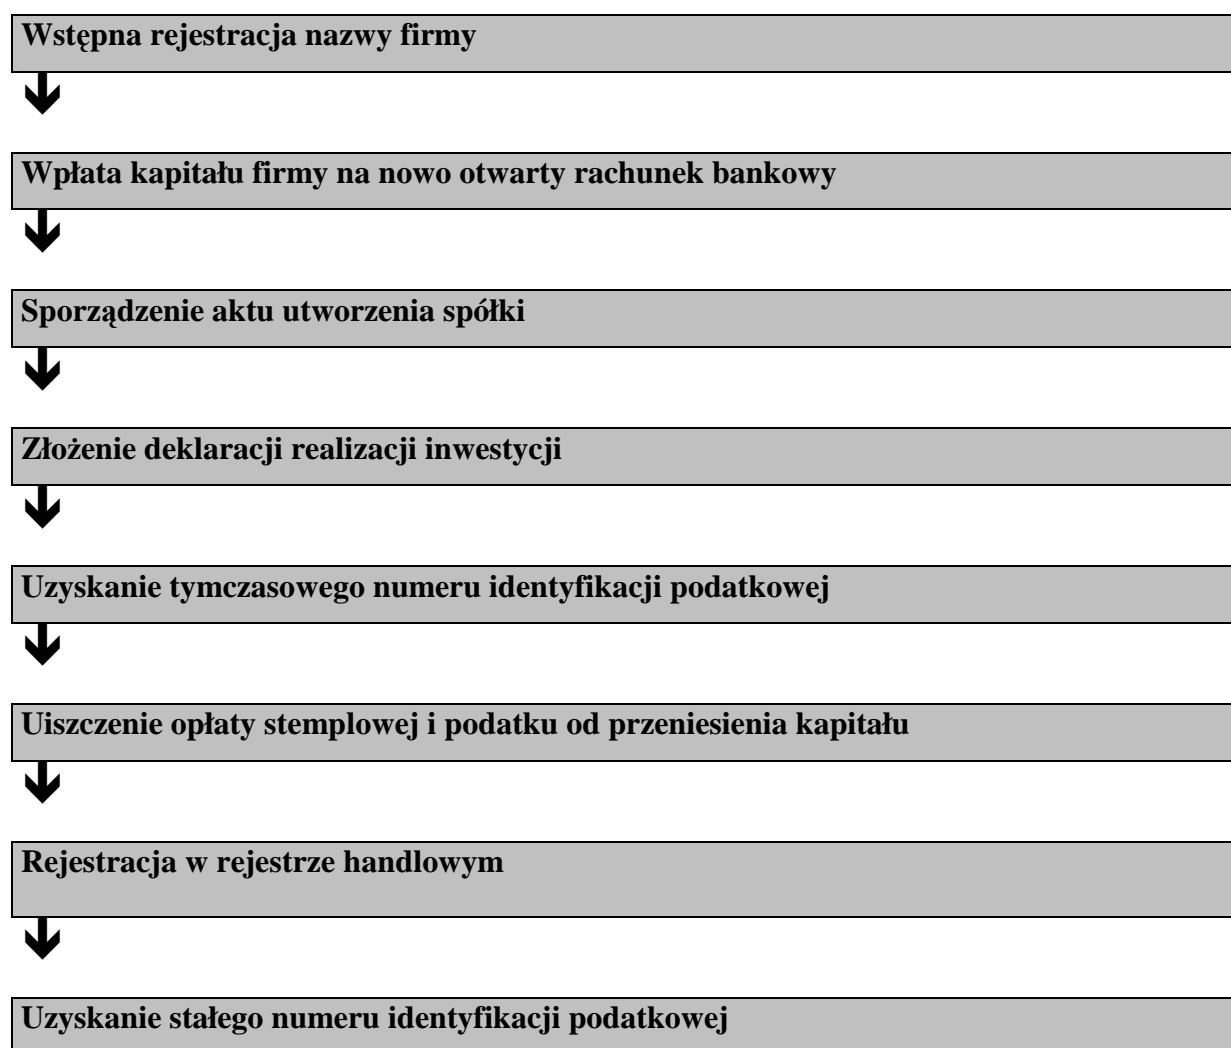 Wstępna rejestracja nazwy firmy
Wpłata kapitału firmy na nowo otwarty rachunek bankowy
Sporządzenie aktu utworzenia spółki
Złożenie deklaracji realizacji inwestycji
Uzyskanie tymczasowego numeru identyfikacji podatkowej
Uiszczenie opłaty stemplowej i podatku od przeniesienia kapitału
Rejestracja w rejestrze handlowym
Uzyskanie stałego numeru identyfikacji podatkowej